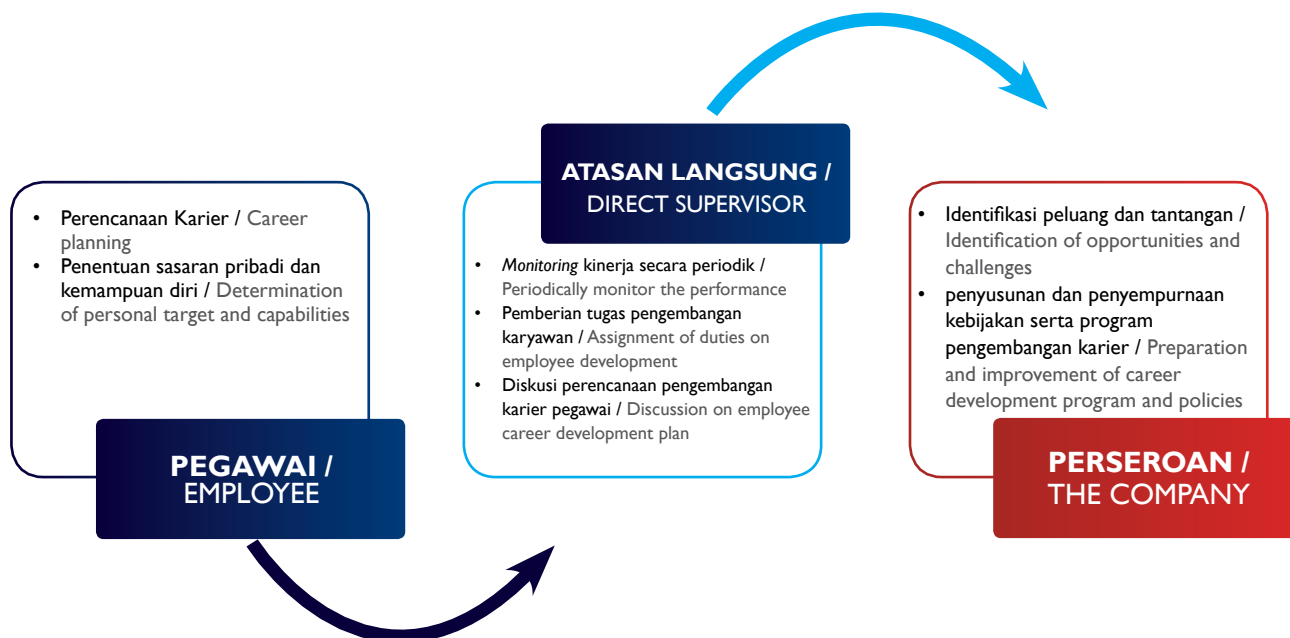 • Perencanaan Karier / Career
planning
• Penentuan sasaran pribadi dan
kemampuan diri / Determination
of personal target and capabilities
PEGAWAI /
EMPLOYEE
ATASAN LANGSUNG /
DIRECT SUPERVISOR
• Monitoring kinerja secara periodik /
Periodically monitor the performance
• Pemberian tugas pengembangan
karyawan / Assignment of duties on
employee development
• Diskusi perencanaan pengembangan
karier pegawai / Discussion on employee
career development plan
• Identifikasi peluang dan tantangan /
Identification of opportunities and
challenges
• penyusunan dan penyempurnaan
kebijakan serta program
pengembangan karier / Preparation
and improvement of career
development program and policies
PERSEROAN /
THE COMPANY